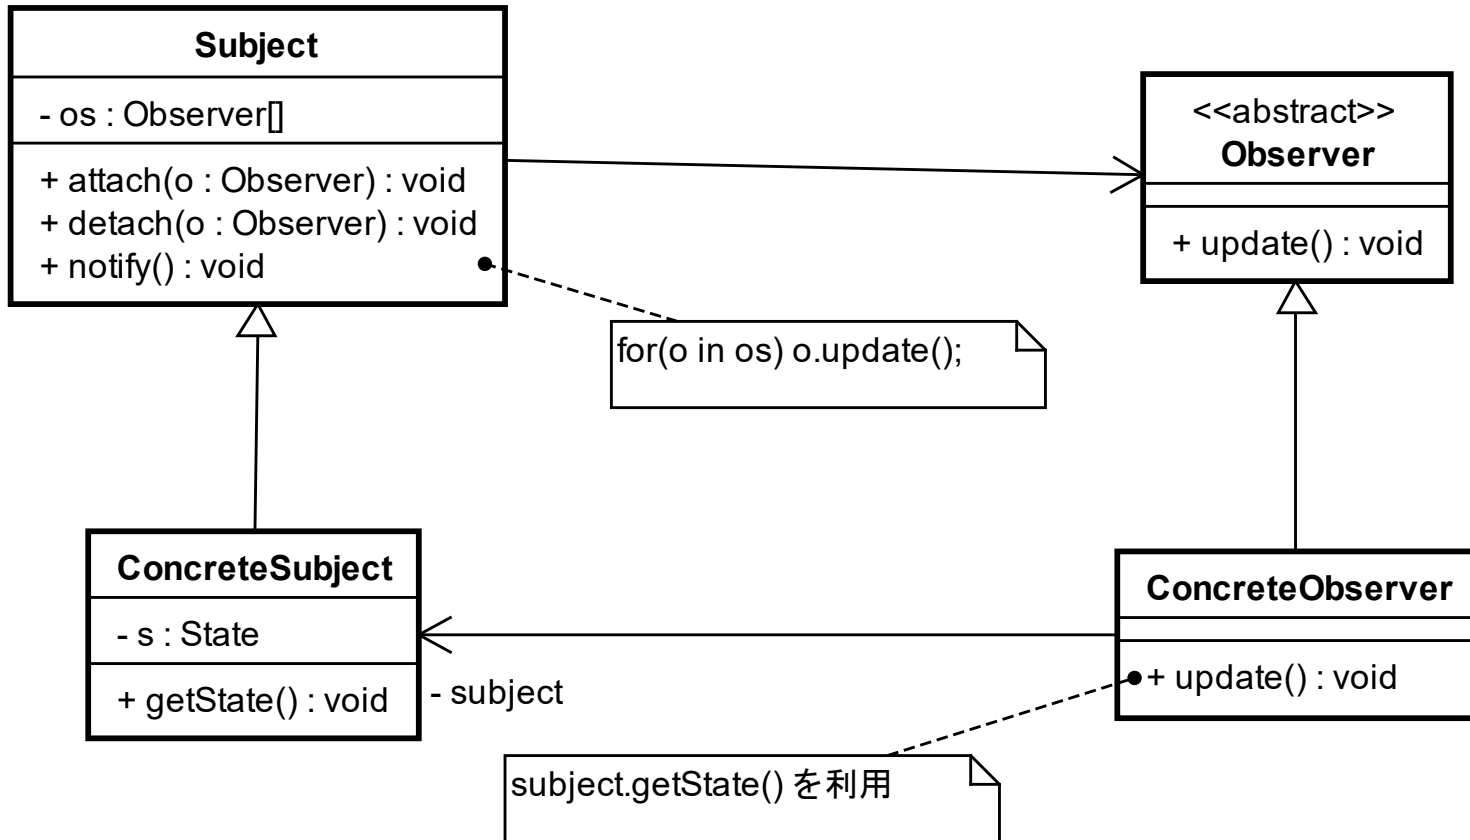 Subject
- os : Observer[]
+ attach(o : Observer) : void
+ detach(o : Observer) : void
+ notify() : void
<<abstract>>
Observer
+ update() : void
for(o in os) o.update();
ConcreteSubject
- s : State
+ getState() : void
- subject
ConcreteObserver
+ update() : void
subject.getState() を利用